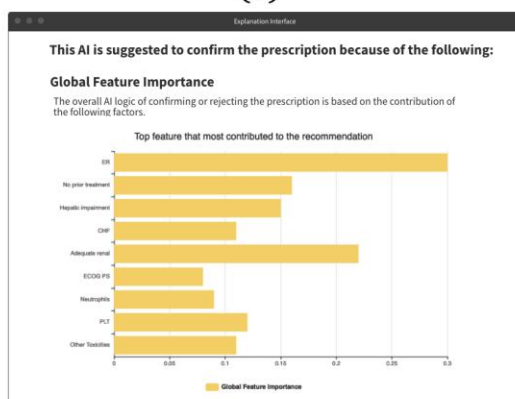 Explanation Interface
This AI is suggested to confirm the prescription because of the following:
Global Feature Importance
The overall AI logic of confirming or rejecting the prescription is based on the contribution of
the following factors.
Top feature that most contributed to the recommendation
ER
No prior treatment
Hepatic impairment
CHF
Adequate renal
ECOG PS
Neutrophils
PLT
Other Toxicities
0 0.05 0.1 0.15 0.2 0.25 0.3
Global Feature Importance